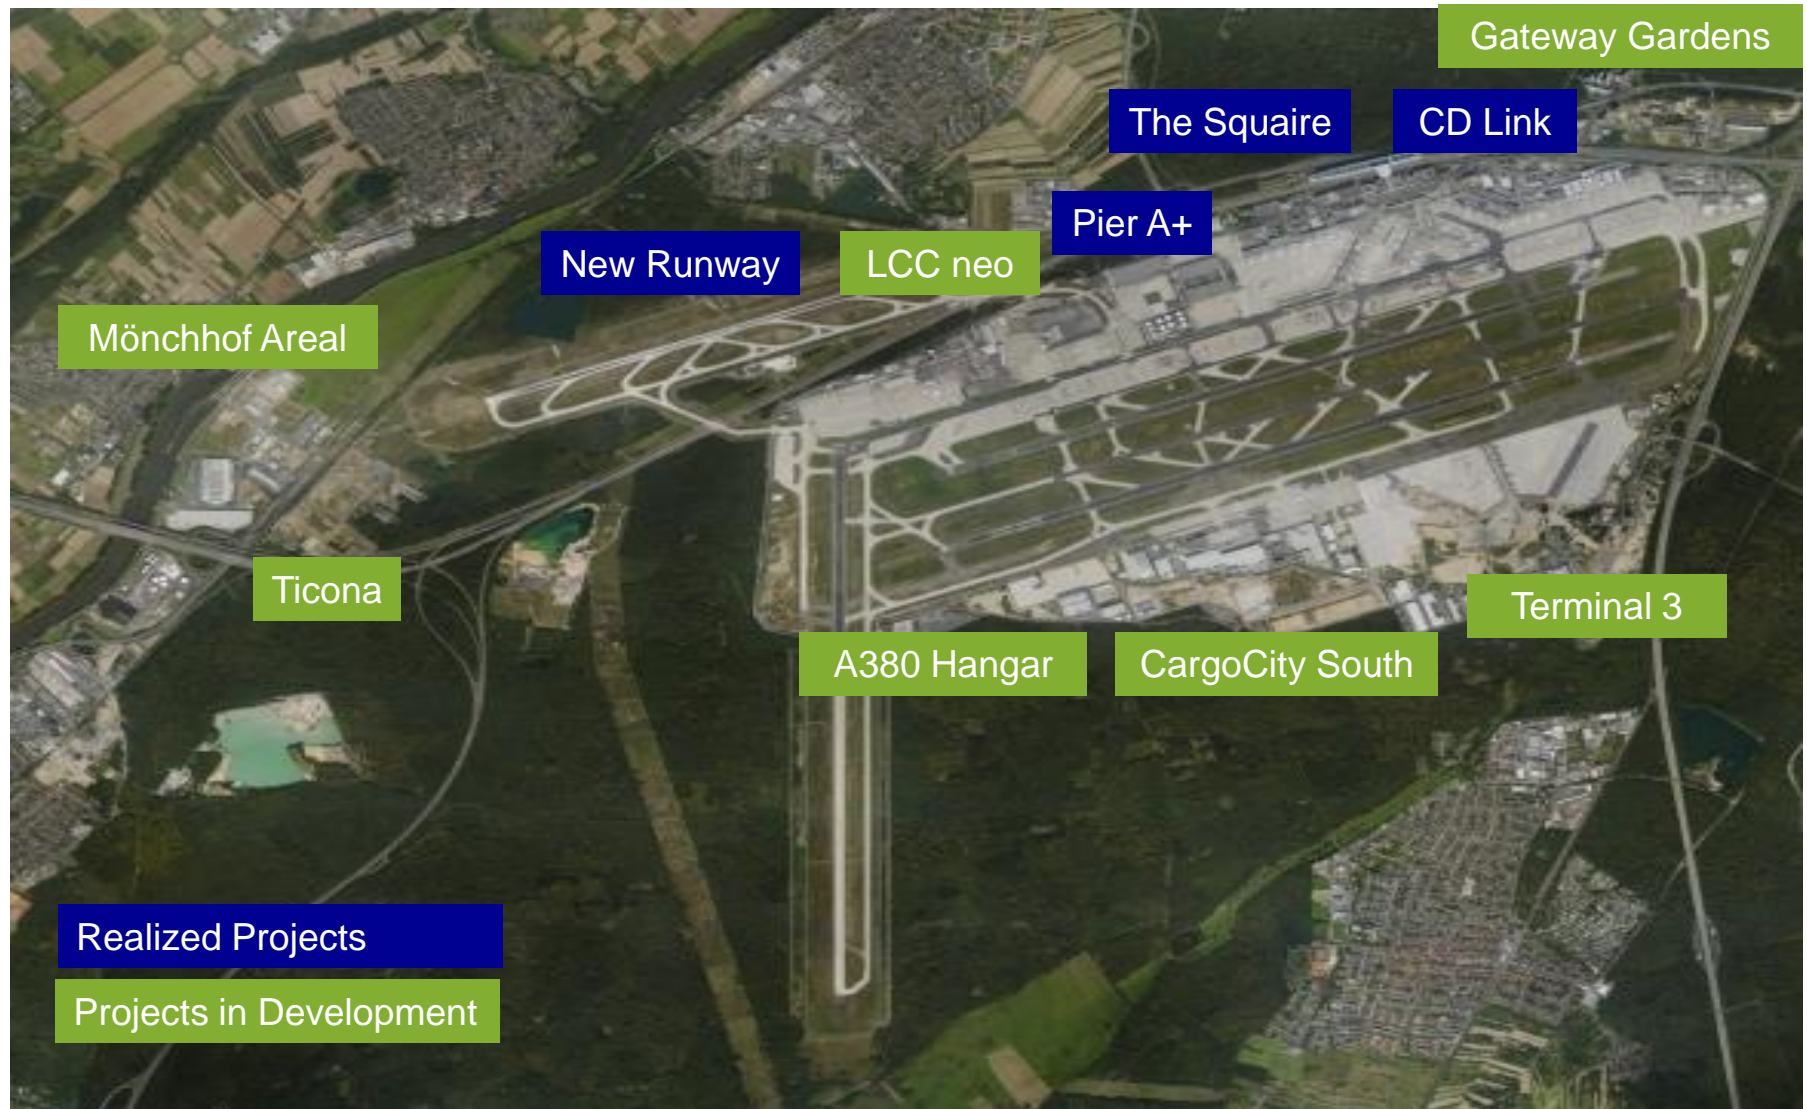 Gateway Gardens
The Squaire
CD Link
Pier A+
New Runway
LCC neo
Mönchhof Areal
Ticona
Terminal 3
A380 Hangar
CargoCity South
Realized Projects
Projects in Development